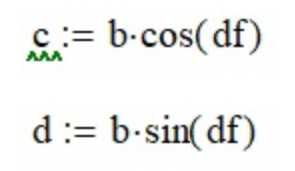 c := b·cos(df)
d := b·sin(df)